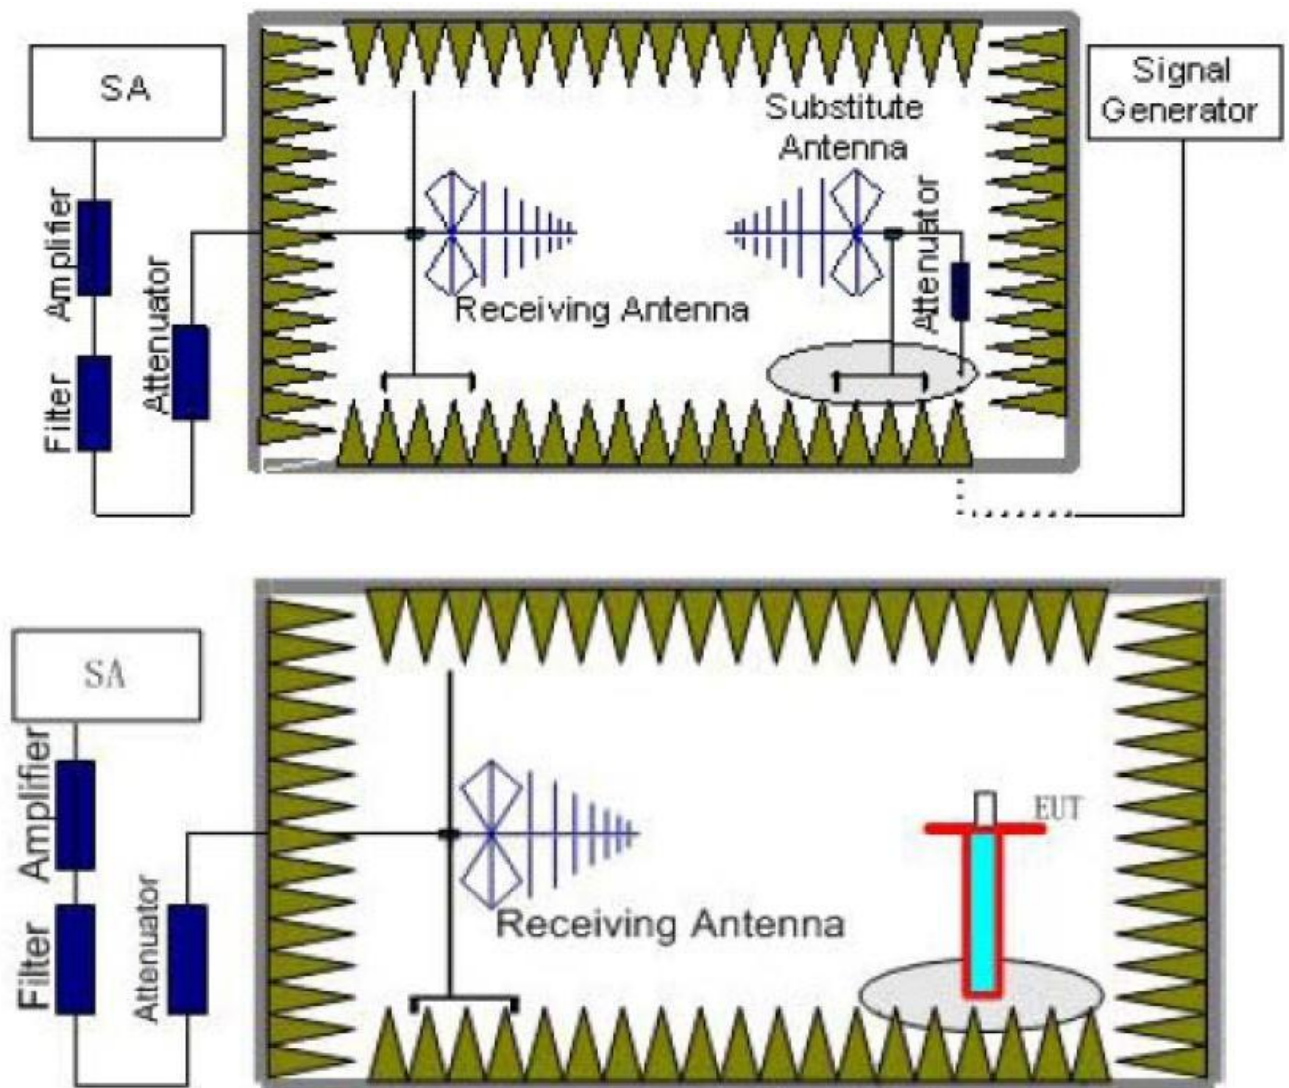 SA
Signal
Generator
Substitute
Antenna
Amplifier
Attenuator
Attenuator
Receiving Antenna
Filter
SA
Amplifier
EUT
Receiving Antenna
Filter
Attenuator